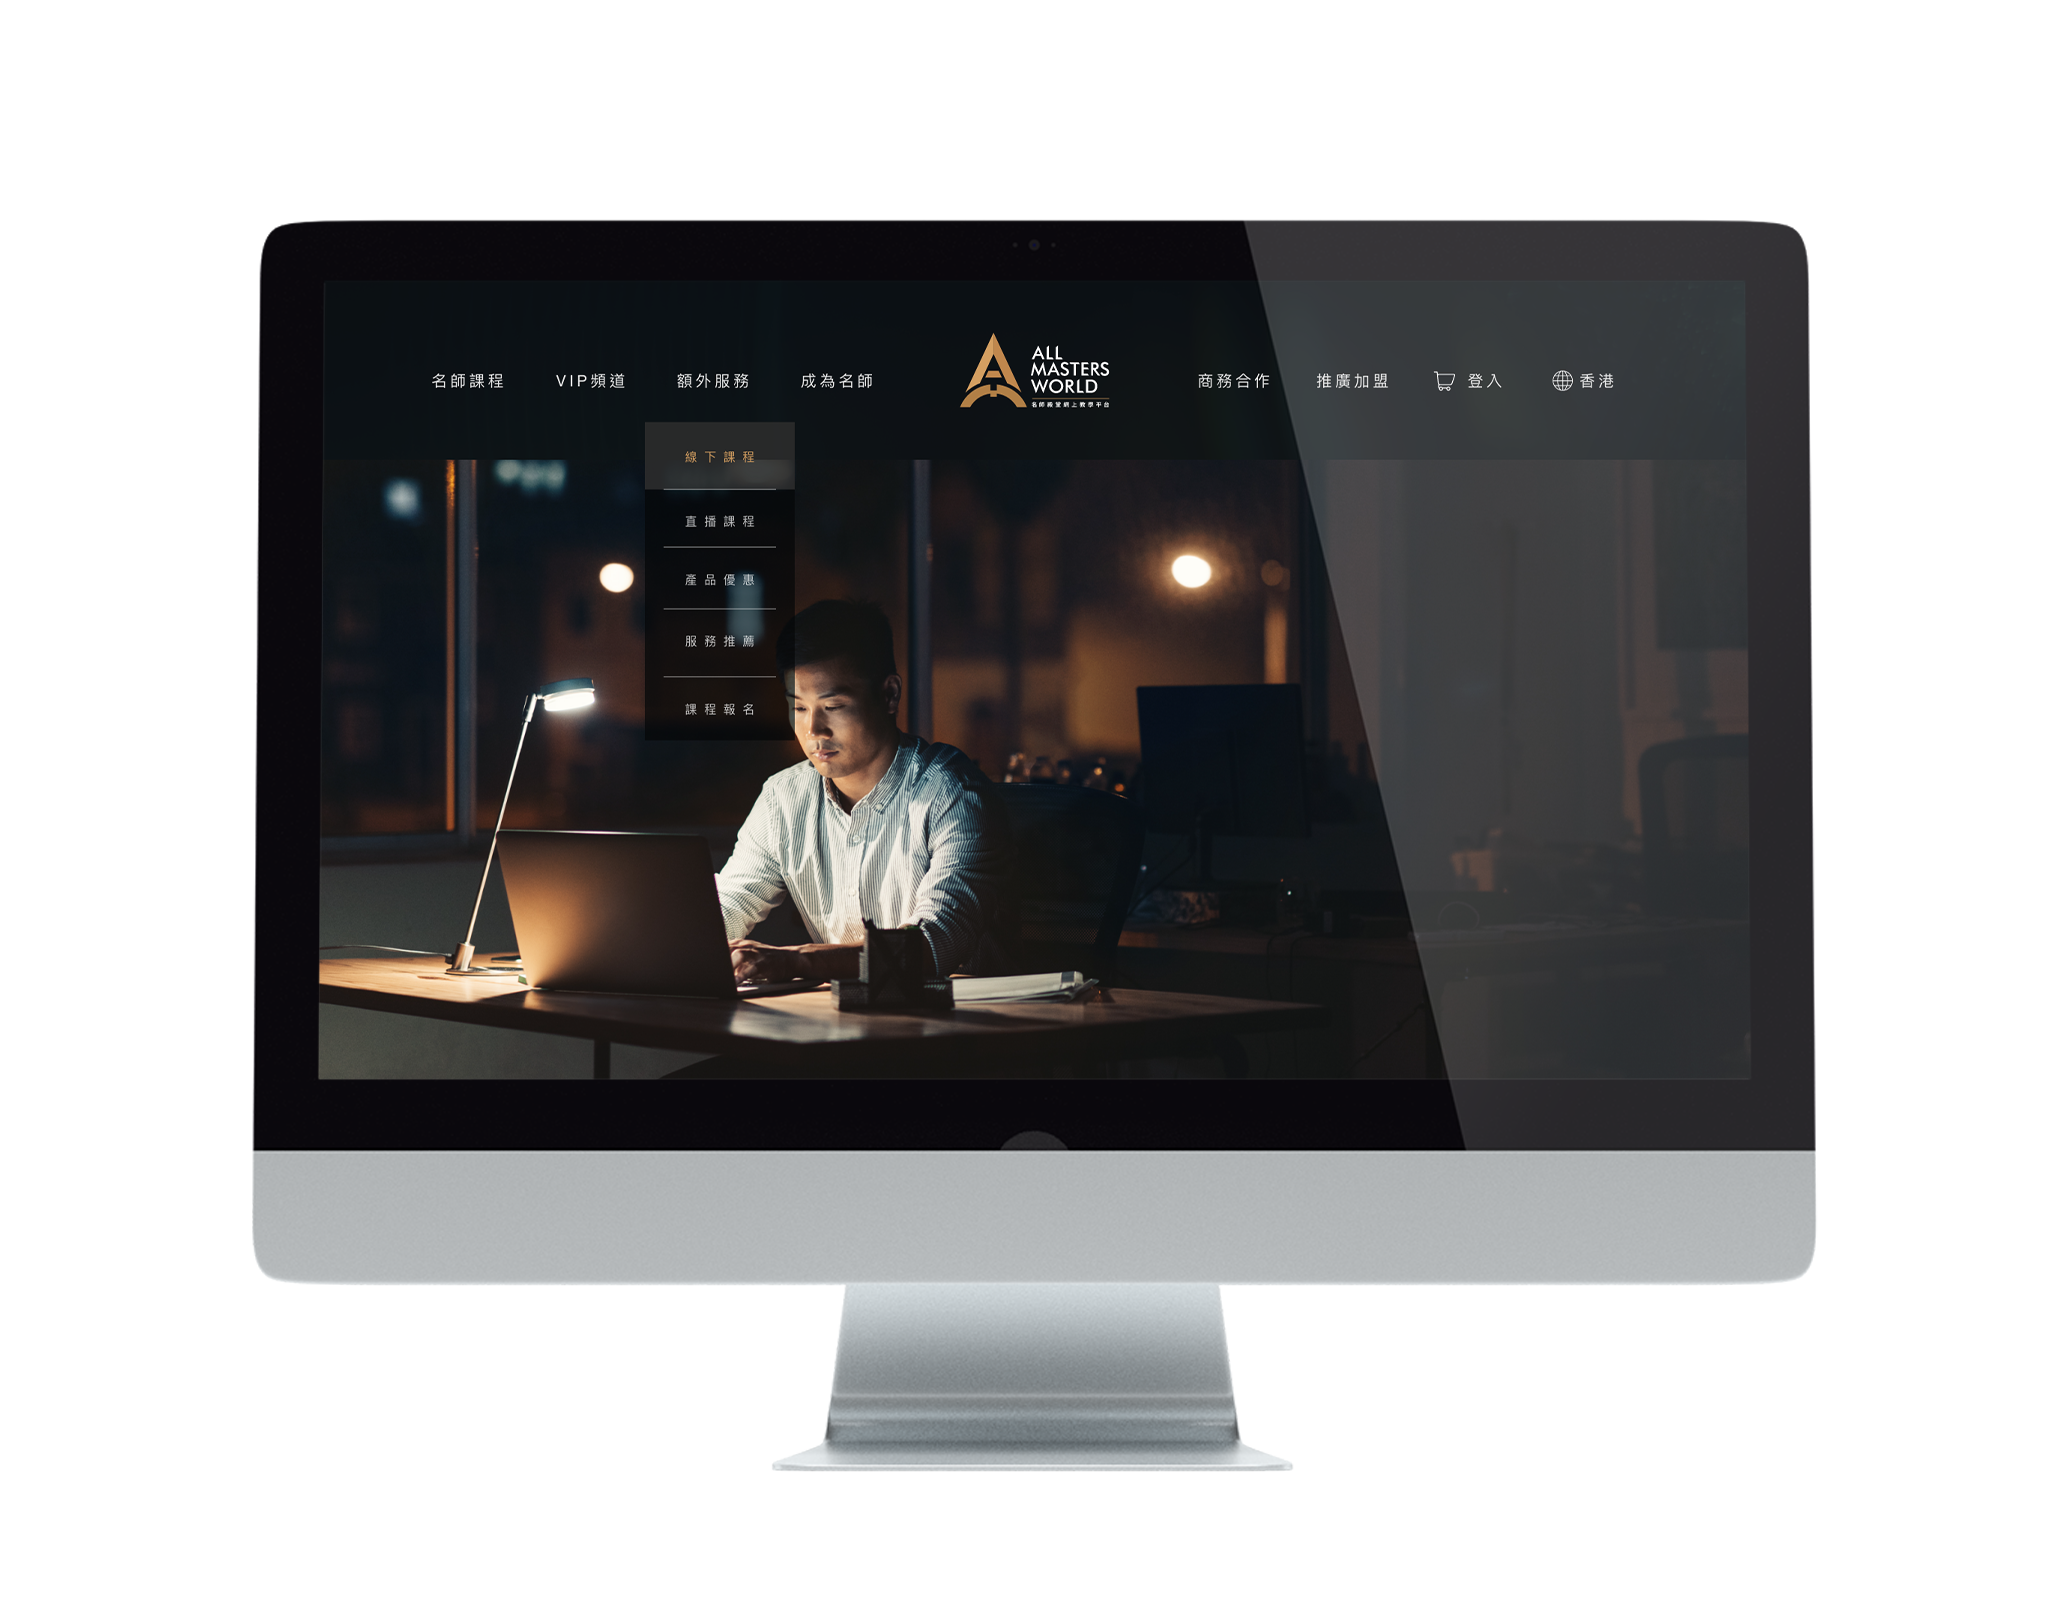 名師課程
VIP頻道
額外服務
成為名師
ALL
MASTERS
WORLD
名師殿堂網上教學平台
商務合作
推廣加盟
登入
香港
線下課程
直播課程
產品優惠
服務推薦
課程報名